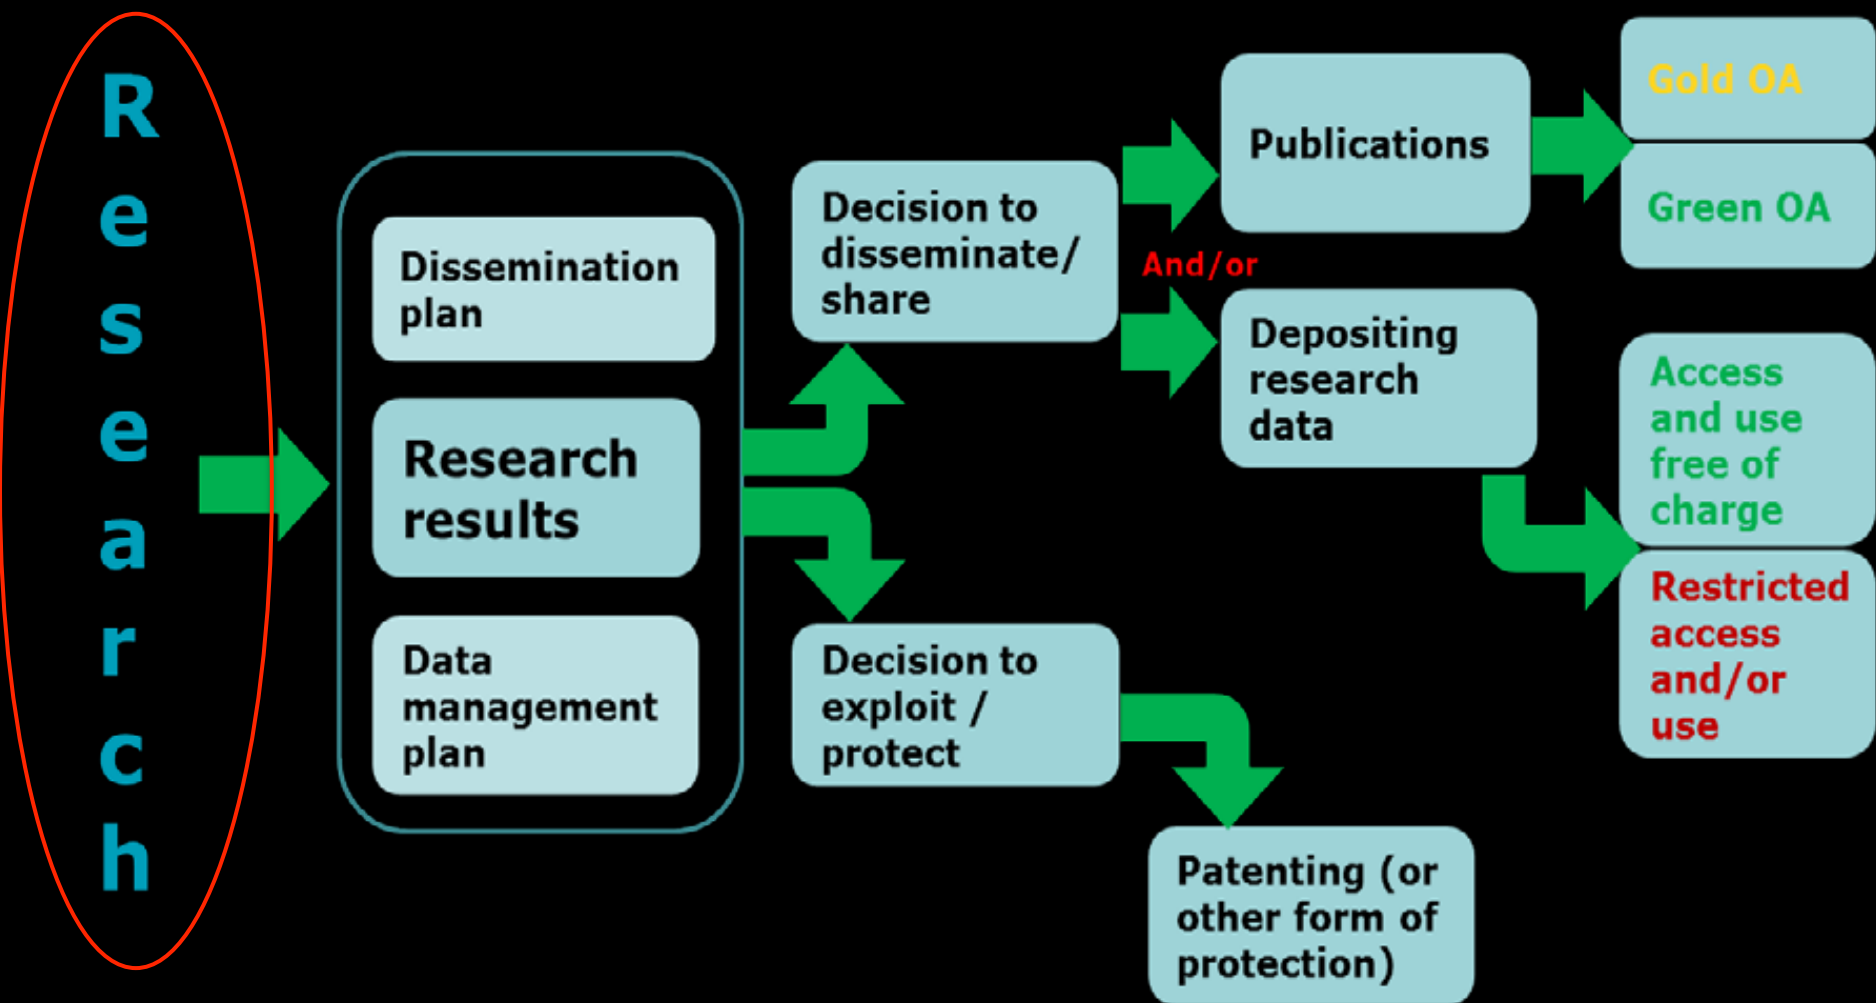 Research
Dissemination
plan
Research
results
Data
management
plan
Decision to
disseminate/
share
Decision to
exploit /
protect
And/or
Publications
Depositing
research
data
Patenting (or
other form of
protection)
Gold OA
Green OA
Access
and use
free of
charge
Restricted
access
and/or
use